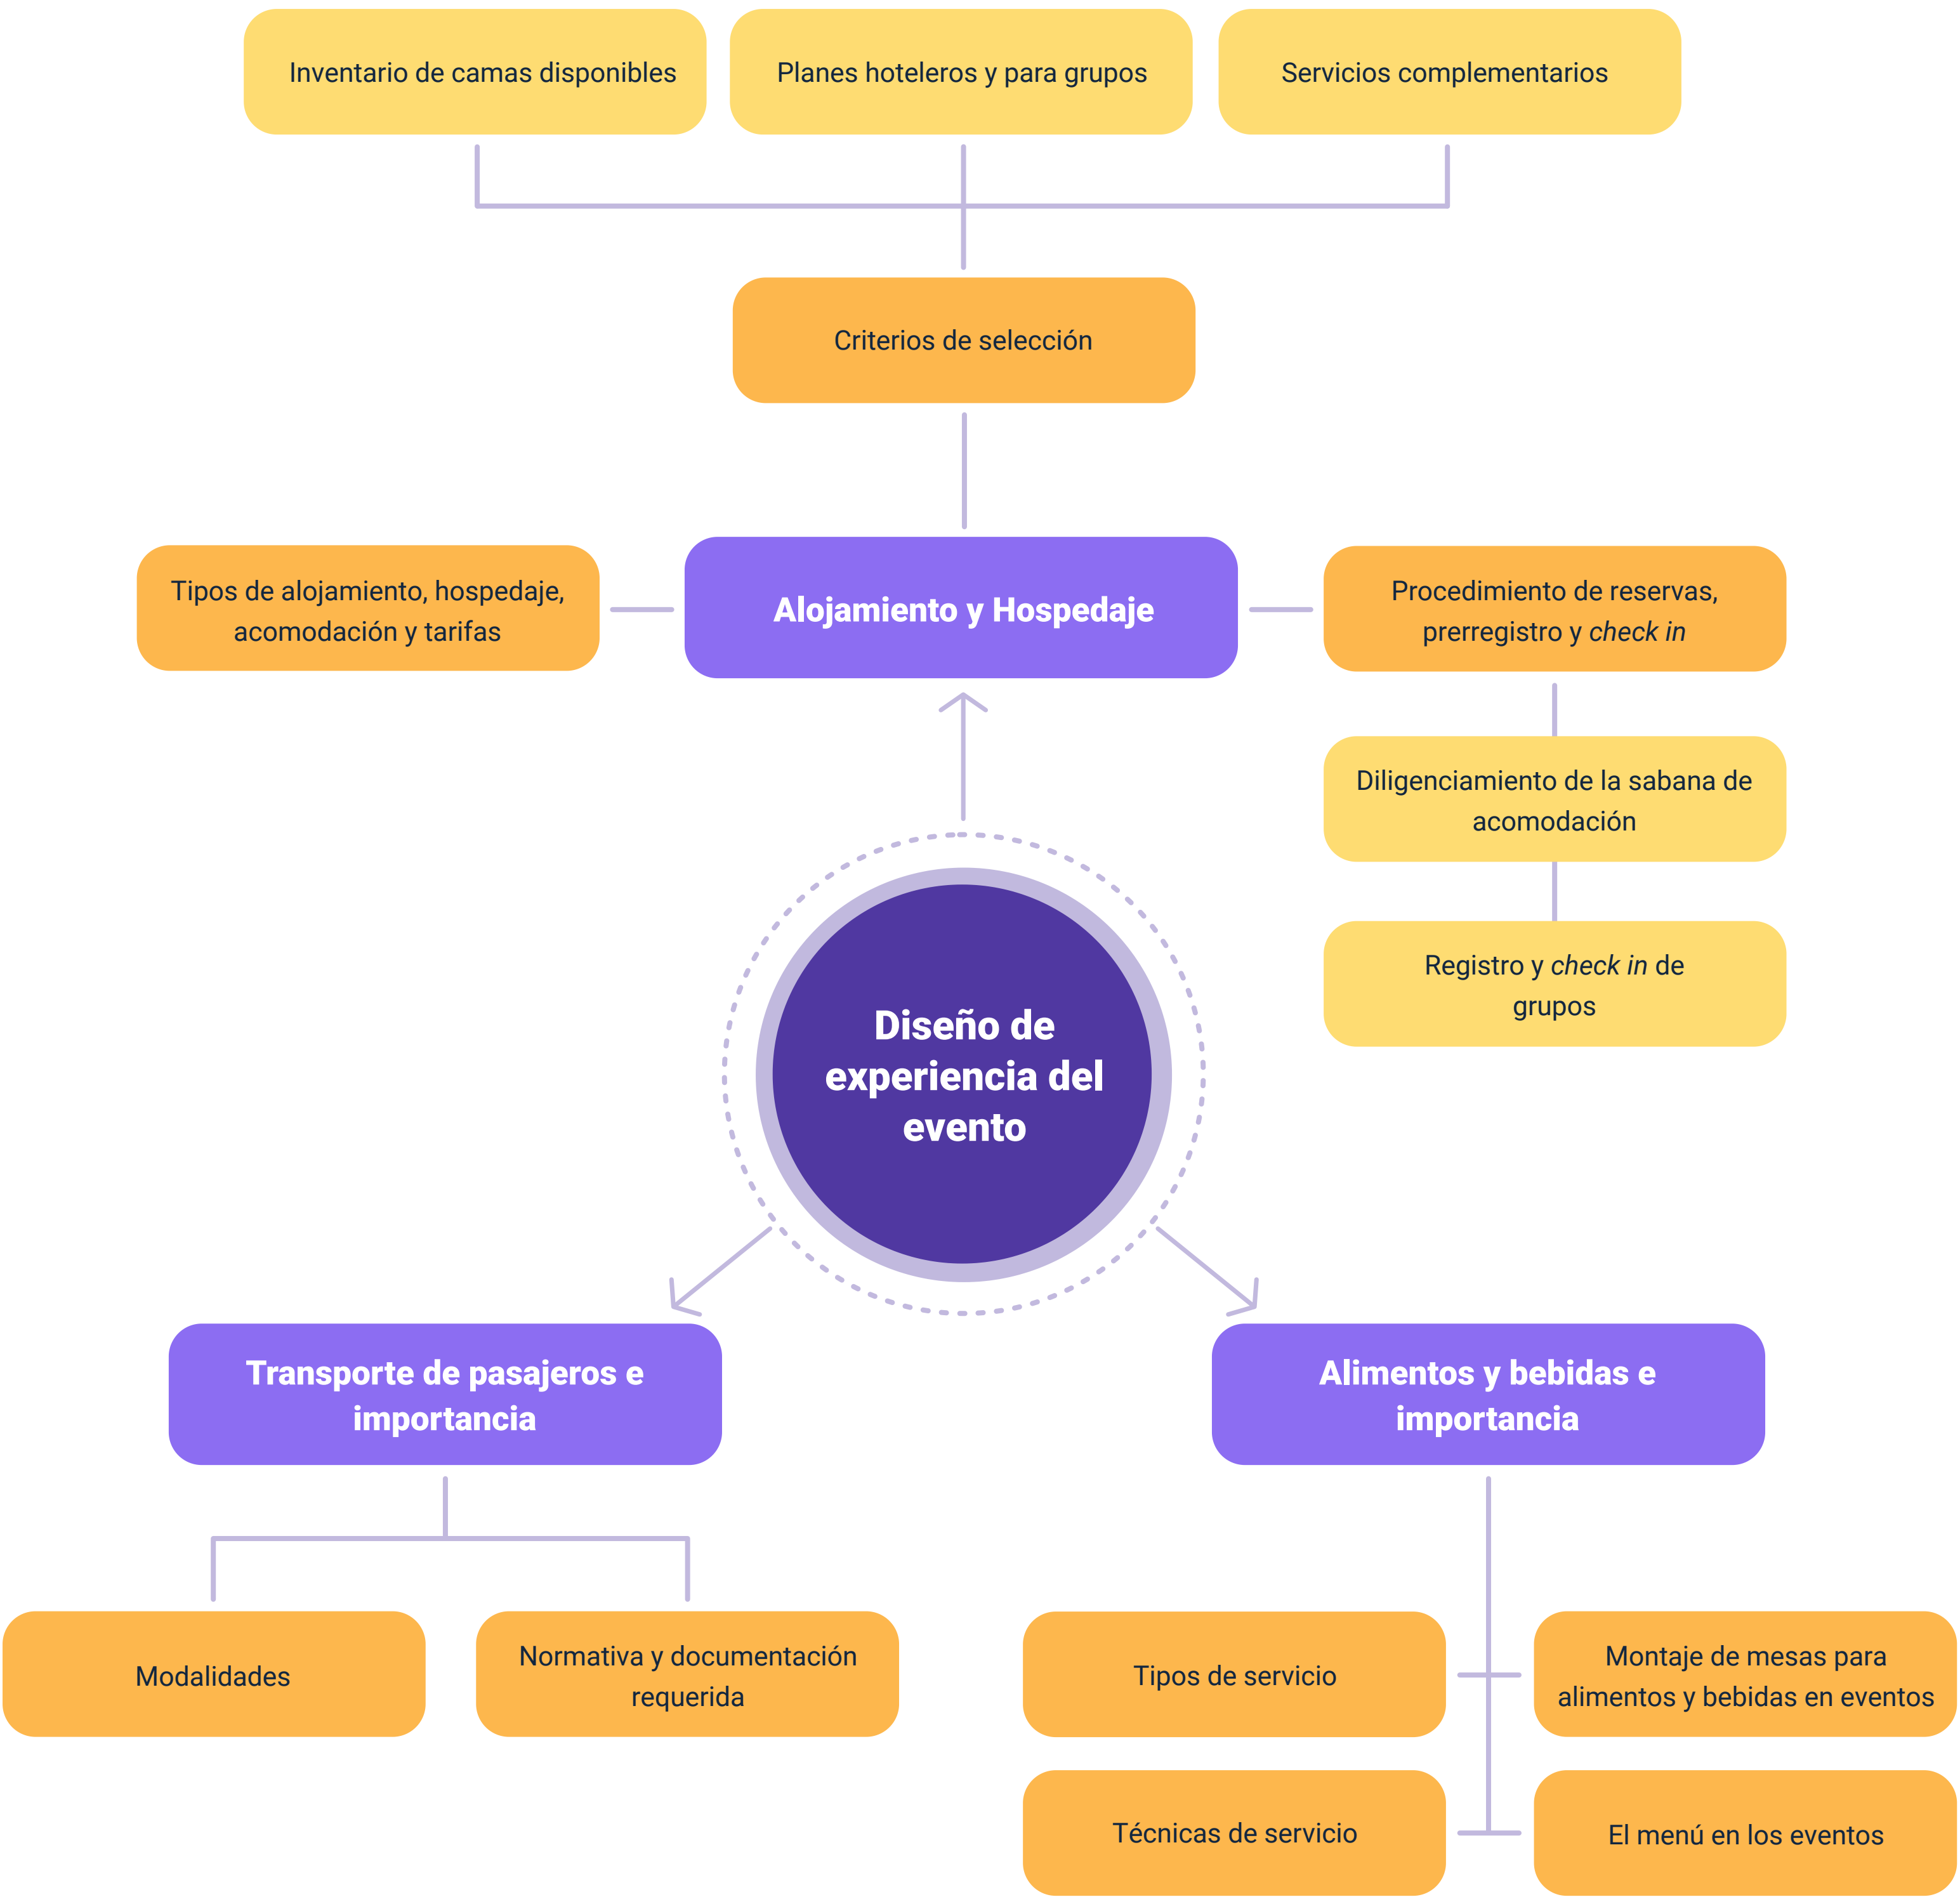 Inventario de camas disponibles
Planes hoteleros y para grupos
Servicios complementarios
Criterios de selección
Tipos de alojamiento, hospedaje,
acomodación y tarifas
Alojamiento y Hospedaje
Procedimiento de reservas,
prerregistro y check in
Diligenciamiento de la sabana de
acomodación
Registro y check in de
grupos
Diseño de
experiencia del
evento
Transporte de pasajeros e
importancia
Alimentos y bebidas e
importancia
Modalidades
Normativa y documentación
requerida
Tipos de servicio
Montaje de mesas para
alimentos y bebidas en eventos
Técnicas de servicio
El menú en los eventos